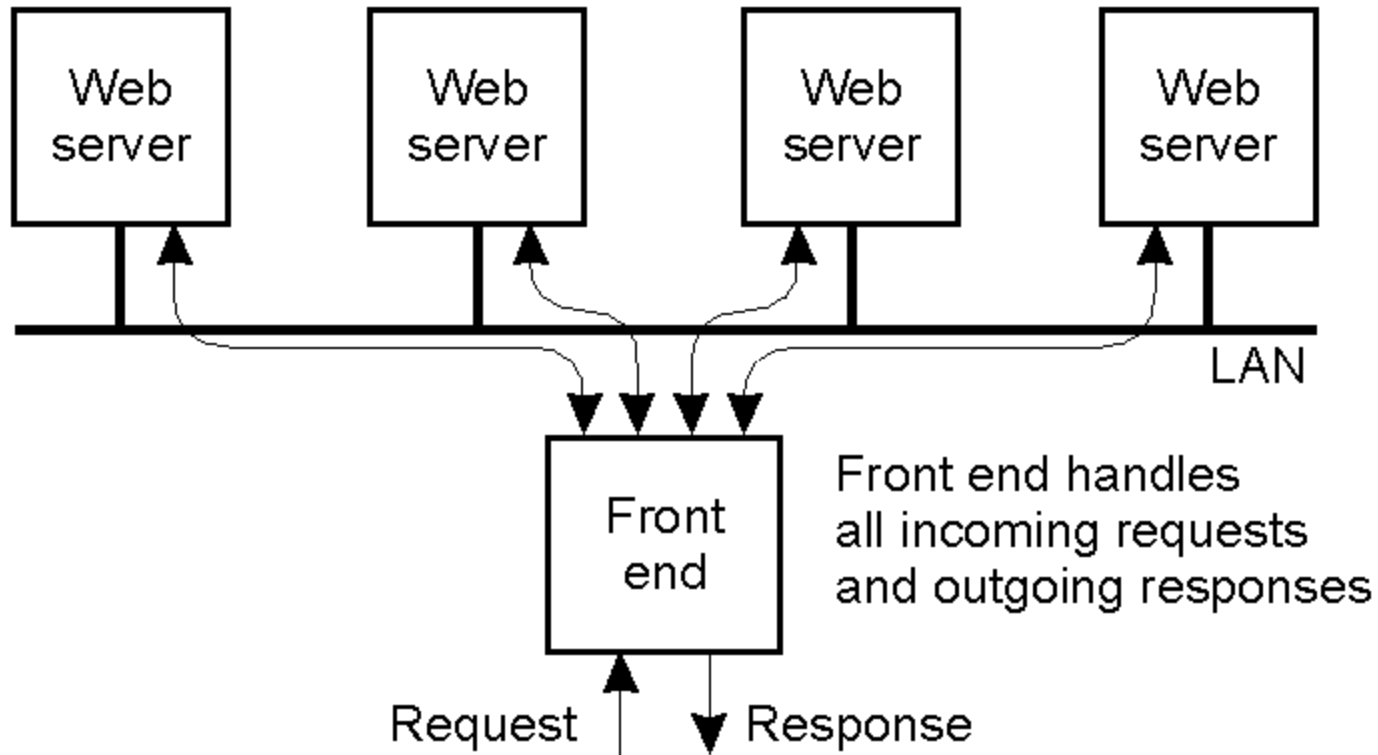 Web
server
Web
server
Web
server
Web
server
LAN
Front
end
Front end handles
all incoming requests
and outgoing responses
Request
Response